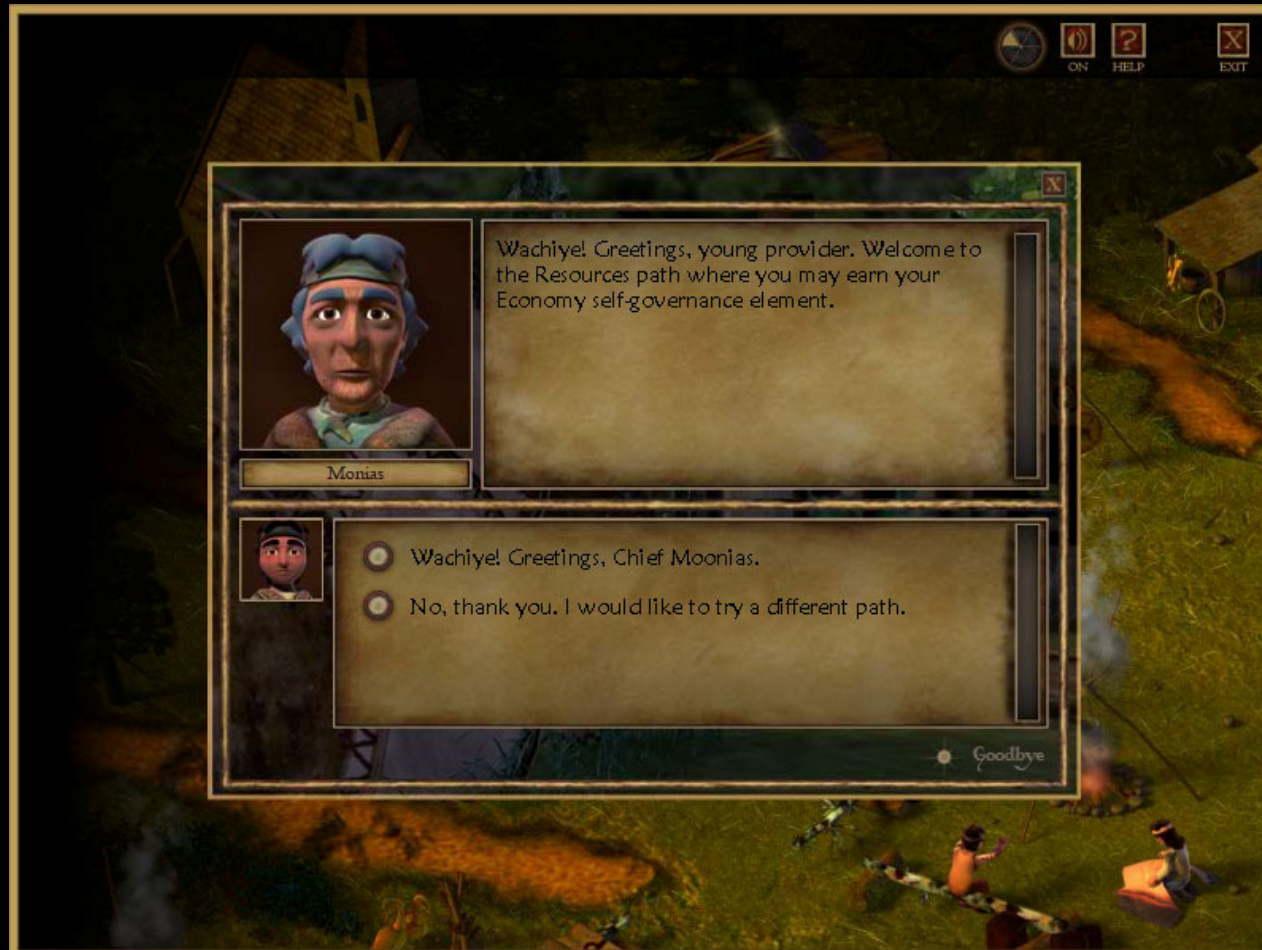 X
ON
HELP
EXIT
X
Wachiye! Greetings, young provider. Welcome to
the Resources path where you may earn your
Economy self-governance element.
Monias
Wachiye! Greetings, Chief Moonias.
No, thank you. I would like to try a different path.
Goodbye